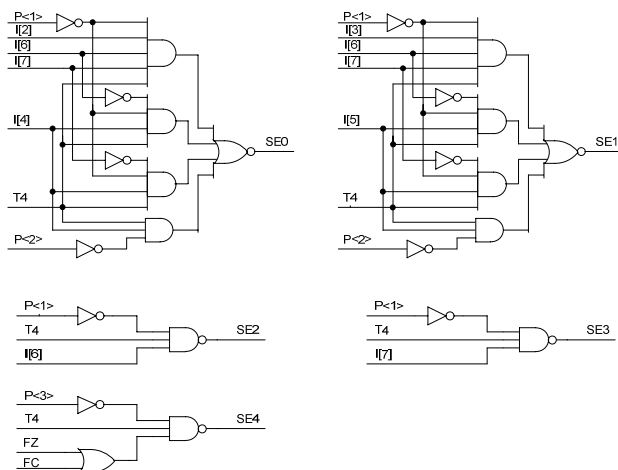 P<1>
I[2]
I[6]
I[7]
I[4]
T4
P<2>
SE0
P<1>
I[3]
I[6]
I[7]
I[5]
T4
P<2>
SE1
P<1>
T4
I[6]
SE2
P<1>
T4
I[7]
SE3
P<3>
T4
FZ
FC
SE4